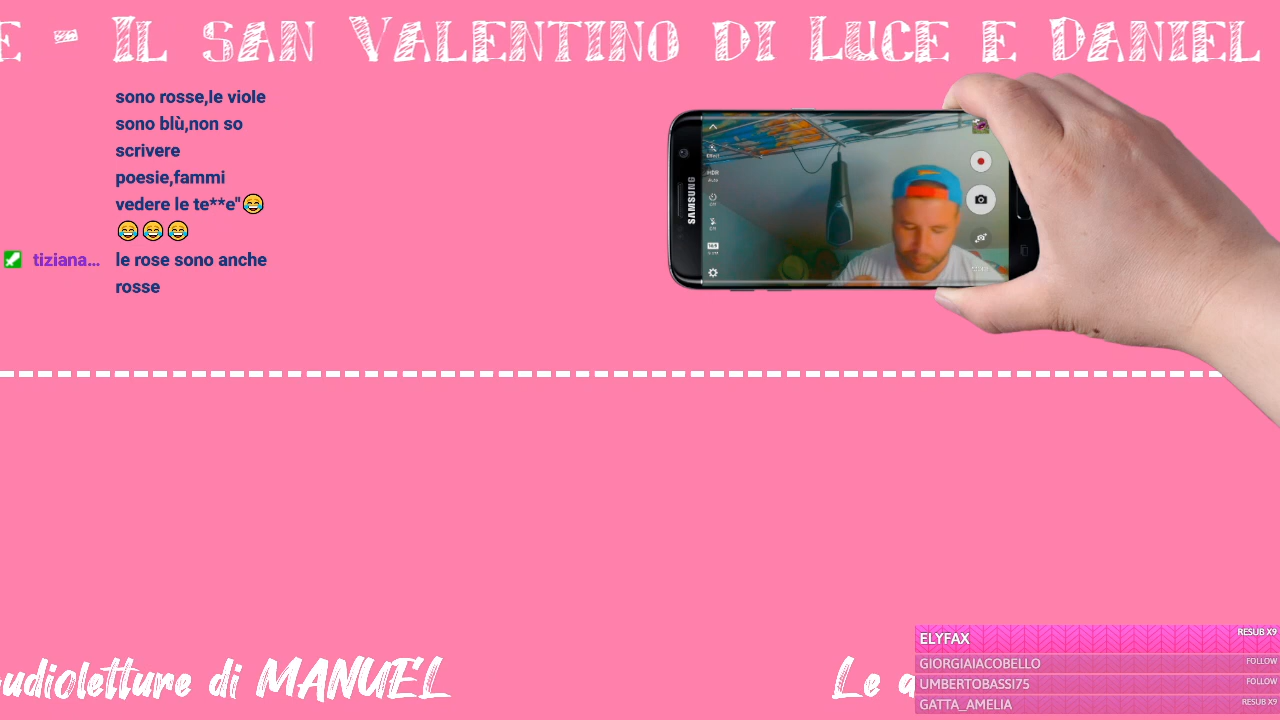 E - Il san Valentino di Luce e Daniel
sono rosse,le viole
sono blù,non so
scrivere
poesie,fammi
vedere le te**e"😂
😂😂😂
tiziana... le rose sono anche
rosse
SAMSUNG
udioletture di MANUEL
Le a
ELYFAX RESUB X9
GIORGIAIACOBELLO FOLLOW
UMBERTOBASSI75 FOLLOW
GATTA_AMELIA RESUB X9